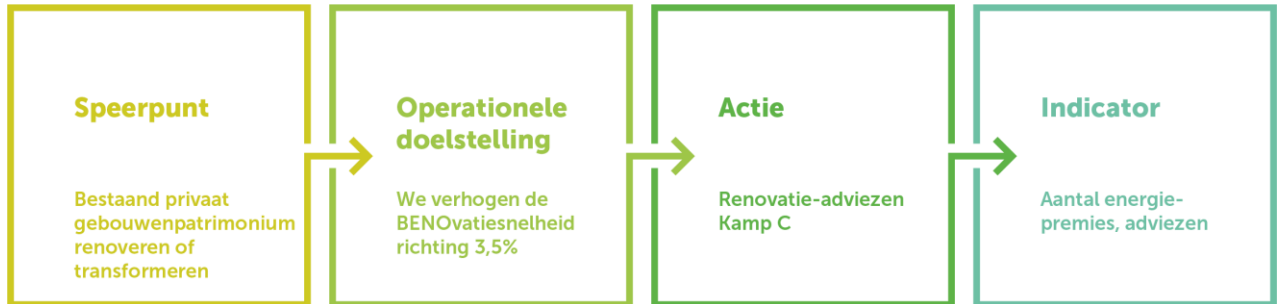 Speerpunt
Bestaand privaat
gebouwenpatrimonium
renoveren of
transformeren
Operationele
doelstelling
We verhogen de
BENOvatiesnelheid
richting 3,5%
Actie
Renovatie-adviezen
Kamp C
Indicator
Aantal energie-
premies, adviezen